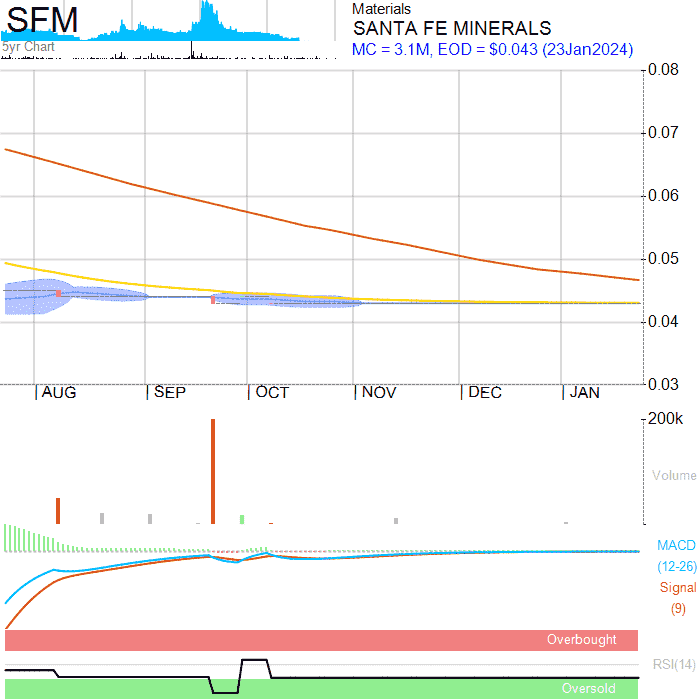 SFM
5yr Chart
Materials
SANTA FE MINERALS
MC = 3.1M, EOD = $0.043 (23Jan2024)
0.08
0.07
0.06
0.05
0.04
0.03
AUG SEP OCT NOV DEC JAN
200k
Volume
MACD
(12-26)
Signal
(9)
Overbought
RSI(14)
Oversold